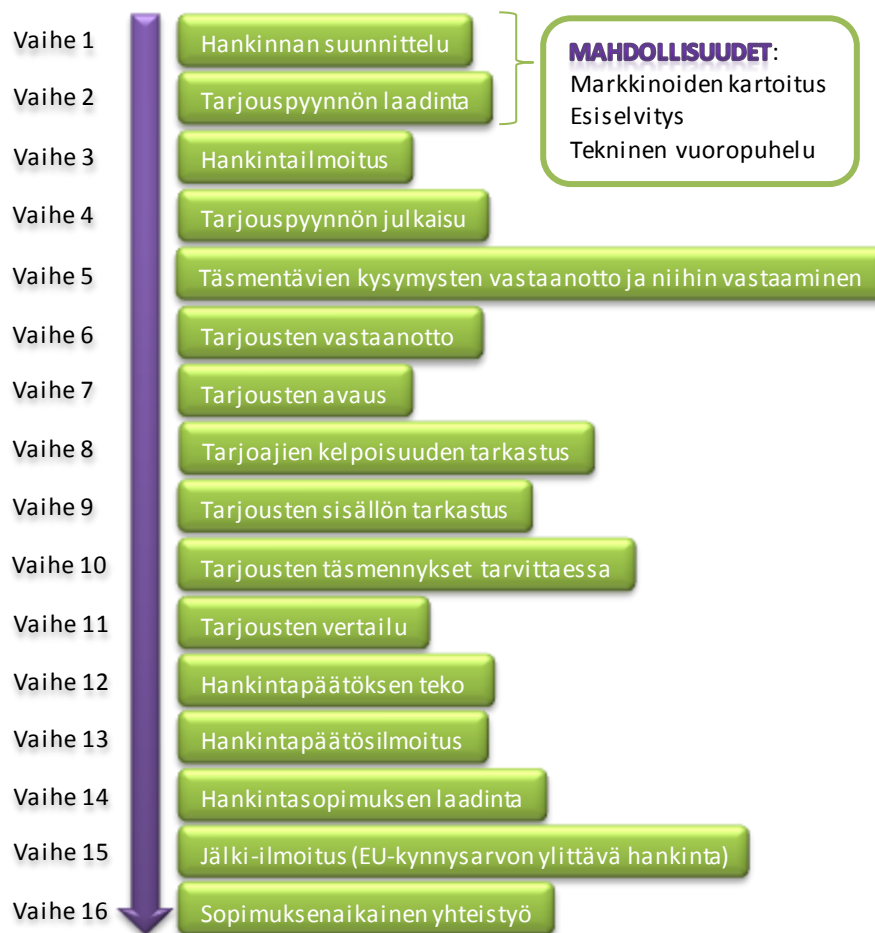 Vaihe 1 Hankinnan suunnittelu
Vaihe 2 Tarjouspyynnön laadinta
MAHDOLLISUUDET:
Markkinoiden kartoitus
Esiselvitys
Tekninen vuoropuhelu
Vaihe 3 Hankintailmoitus
Vaihe 4 Tarjouspyynnön julkaisu
Vaihe 5 Täsmentävien kysymysten vastaanotto ja niihin vastaaminen
Vaihe 6 Tarjousten vastaanotto
Vaihe 7 Tarjousten avaus
Vaihe 8 Tarjoajien kelpoisuuden tarkastus
Vaihe 9 Tarjousten sisällön tarkastus
Vaihe 10 Tarjousten täsmennykset tarvittaessa
Vaihe 11 Tarjousten vertailu
Vaihe 12 Hankintapäätöksen teko
Vaihe 13 Hankintapäätösilmoitus
Vaihe 14 Hankintasopimuksen laadinta
Vaihe 15 Jälki-ilmoitus (EU-kynnysarvon ylittävä hankinta)
Vaihe 16 Sopimuksenaikainen yhteistyö